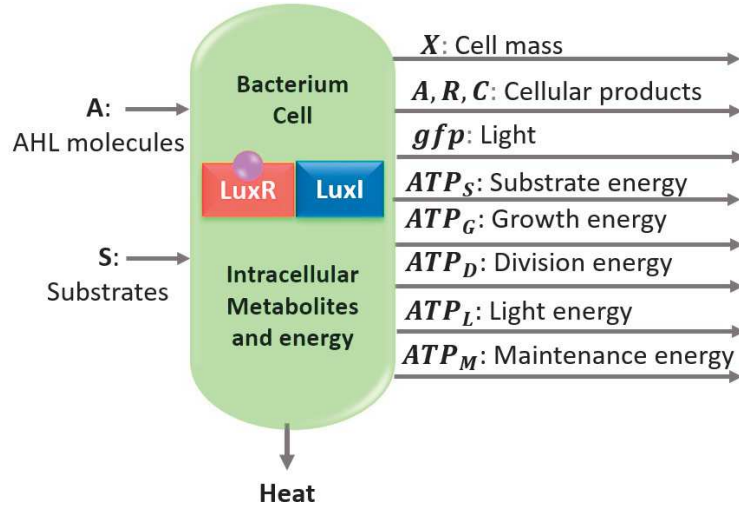 X: Cell mass
A, R, C: Cellular products
gfp: Light
ATP_S: Substrate energy
ATP_G: Growth energy
ATP_D: Division energy
ATP_L: Light energy
ATP_M: Maintenance energy
A:
AHL molecules
S:
Substrates
Bacterium
Cell
LuxR LuxI
Intracellular
Metabolites
and energy
Heat